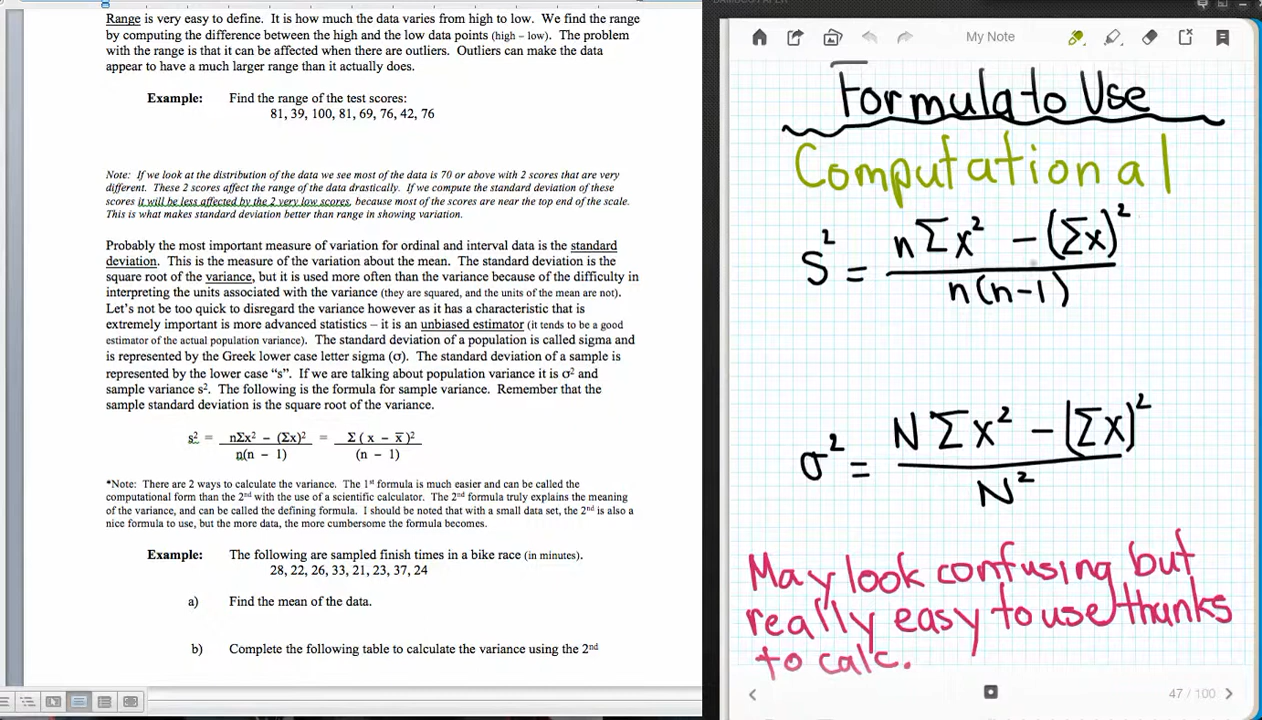 Range is very easy to define.  It is how much the data varies from high to low.  We find the range
by computing the difference between the high and the low data points (high – low).  The problem
with the range is that it can be affected when there are outliers.  Outliers can make the data
appear to have a much larger range than it actually does.
Example: Find the range of the test scores:
81, 39, 100, 81, 69, 76, 42, 76
Note:  If we look at the distribution of the data we see most of the data is 70 or above with 2 scores that are very
different.  These 2 scores affect the range of the data drastically.  If we compute the standard deviation of these
scores it will be less affected by the 2 very low scores, because most of the scores are near the top end of the scale.
This is what makes standard deviation better than range in showing variation.
Probably the most important measure of variation for ordinal and interval data is the standard
deviation.  This is the measure of the variation about the mean.  The standard deviation is the
square root of the variance, but it is used more often than the variance because of the difficulty in
interpreting the units associated with the variance (they are squared, and the units of the mean are not).
Let's not be too quick to disregard the variance however as it has a characteristic that is
extremely important is more advanced statistics – it is an unbiased estimator (it tends to be a good
estimator of the actual population variance).  The standard deviation of a population is called sigma and
is represented by the Greek lower case letter sigma (σ).  The standard deviation of a sample is
represented by the lower case "s".  If we are talking about population variance it is σ² and
sample variance s².  The following is the formula for sample variance.  Remember that the
sample standard deviation is the square root of the variance.
s² = nΣx² – (Σx)² = Σ ( x – x̅ )²
n(n – 1) (n – 1)
*Note:  There are 2 ways to calculate the variance.  The 1st formula is much easier and can be called the
computational form than the 2nd with the use of a scientific calculator.  The 2nd formula truly explains the meaning
of the variance, and can be called the defining formula.  I should be noted that with a small data set, the 2nd is also a
nice formula to use, but the more data, the more cumbersome the formula becomes.
Example: The following are sampled finish times in a bike race (in minutes).
28, 22, 26, 33, 21, 23, 37, 24
a) Find the mean of the data.
b) Complete the following table to calculate the variance using the 2nd
My Note
Formula to Use
Computational
S² = nΣx² – (Σx)²
n(n–1)
σ² = NΣx² – (Σx)²
N²
May look confusing but
really easy to use thanks
to calc.
47 / 100